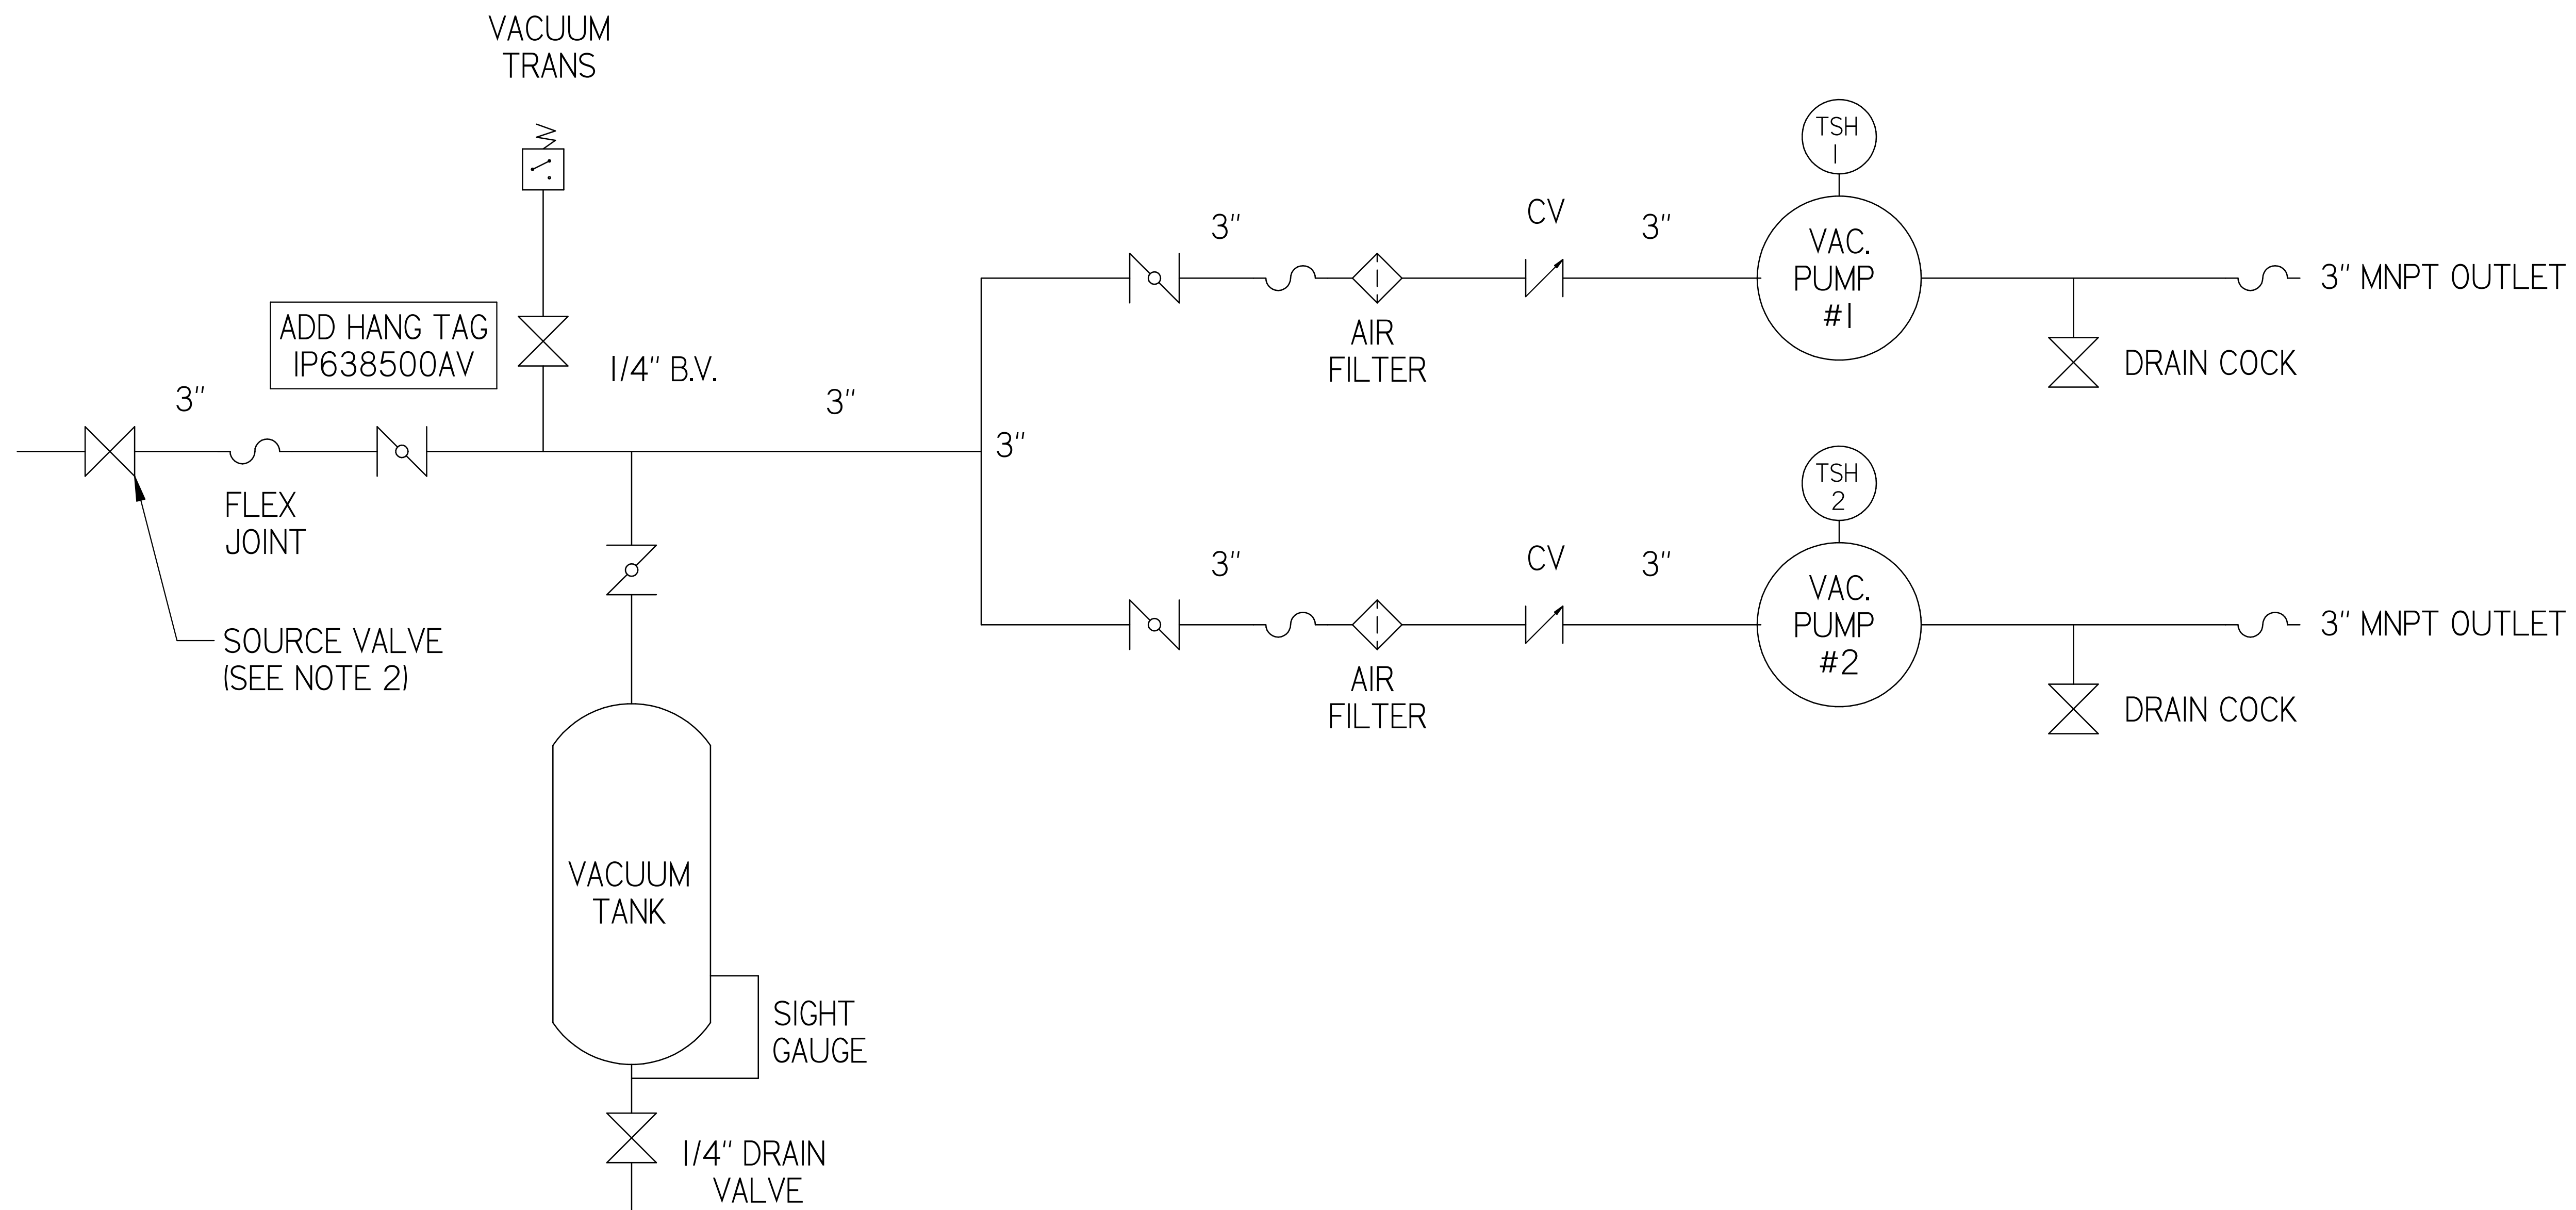 VACUUM
TRANS
TSH
1
3"
CV
3"
VAC.
PUMP
#1
3" MNPT OUTLET
ADD HANG TAG
IP638500AV
AIR
FILTER
1/4" B.V.
DRAIN COCK
3"
3"
3"
TSH
2
FLEX
JOINT
3"
CV
3"
VAC.
PUMP
#2
3" MNPT OUTLET
SOURCE VALVE
(SEE NOTE 2)
AIR
FILTER
DRAIN COCK
VACUUM
TANK
SIGHT
GAUGE
1/4" DRAIN
VALVE